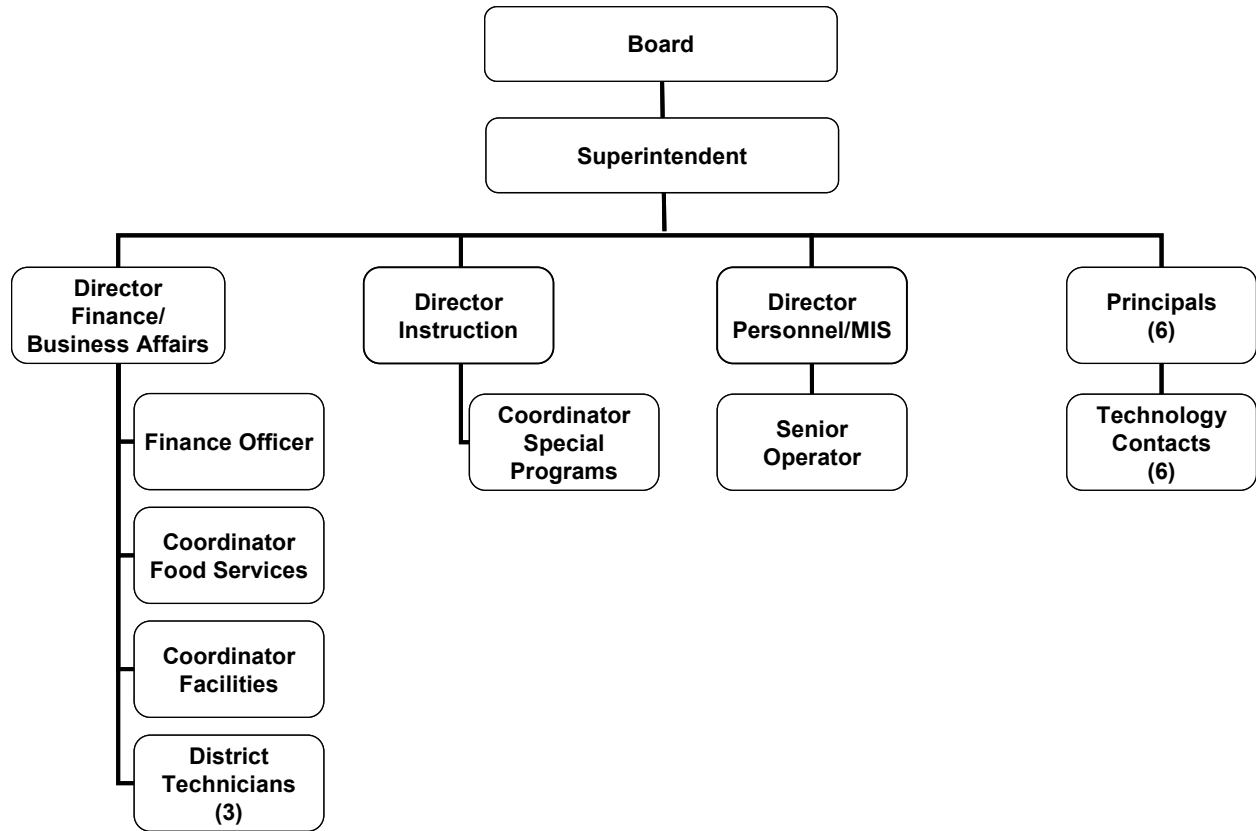 Board
Superintendent
Director
Finance/
Business Affairs
Director
Instruction
Director
Personnel/MIS
Principals
(6)
Finance Officer
Coordinator
Special
Programs
Senior
Operator
Technology
Contacts
(6)
Coordinator
Food Services
Coordinator
Facilities
District
Technicians
(3)